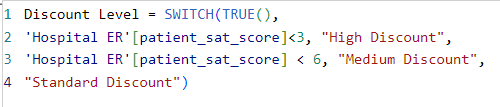 1 Discount Level = SWITCH(TRUE(),
2 'Hospital ER'[patient_sat_score]<3, "High Discount",
3 'Hospital ER'[patient_sat_score] < 6, "Medium Discount",
4 "Standard Discount")